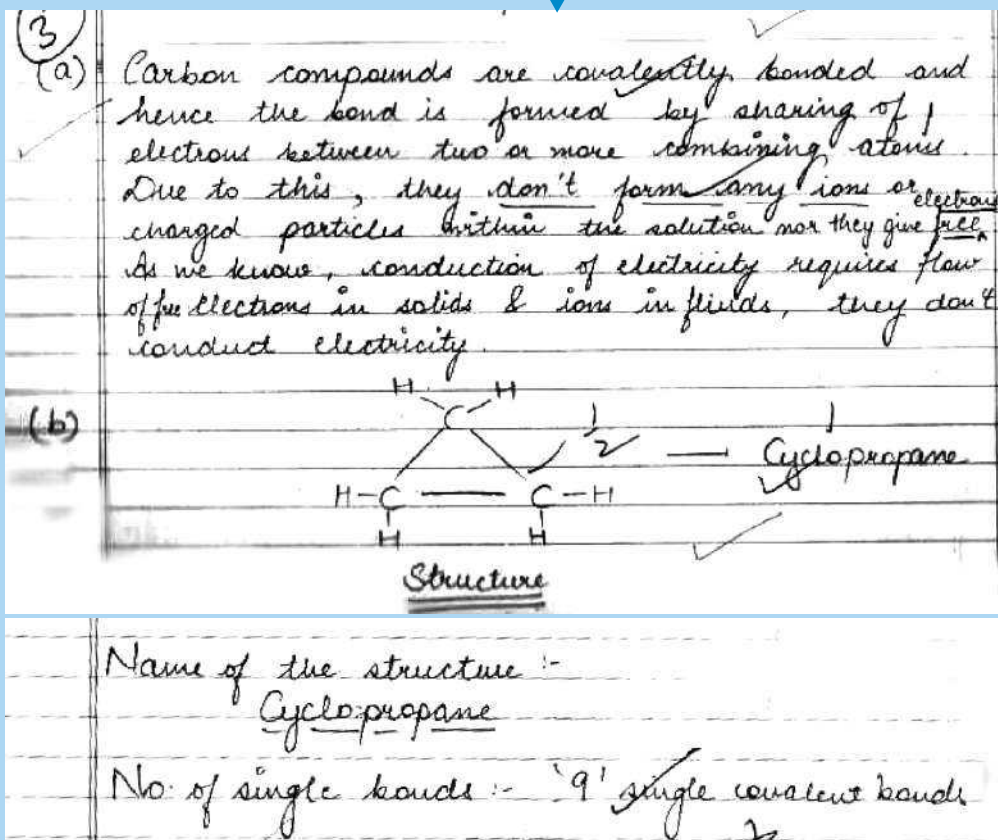 3
(a) Carbon compounds are covalently bonded and
hence the bond is formed by sharing of
electrons between two or more combining atoms.
Due to this, they don't form any ions or
charged particles within the solution nor they give free electrons
As we know, conduction of electricity requires flow
of free electrons in solids & ions in fluids, they don't
conduct electricity.
(b)
H H
C 1/2 1
— Cyclopropane
H-C — C-H
H H
Structure
Name of the structure :-
Cyclopropane
No. of single bonds :- '9' single covalent bonds